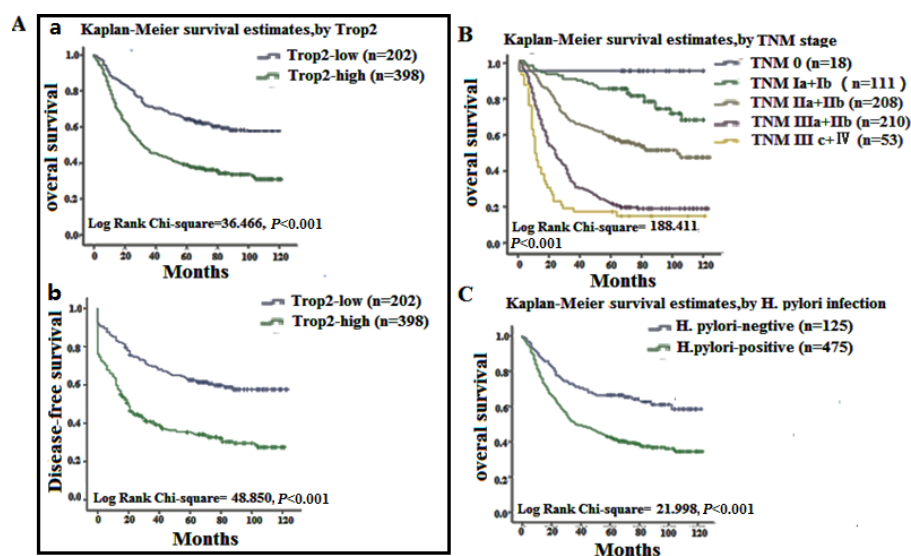 A
a
Kaplan-Meier survival estimates,by Trop2
Trop2-low (n=202)
Trop2-high (n=398)
overal survival
1.0
0.8
0.6
0.4
0.2
0.0
Log Rank Chi-square=36.466, P<0.001
0 20 40 60 80 100 120
Months
b
Trop2-low (n=202)
Trop2-high (n=398)
Disease-free survival
1.0
0.8
0.6
0.4
0.2
0.0
Log Rank Chi-square= 48.850, P<0.001
0 20 40 60 80 100 120
Months
B
Kaplan-Meier survival estimates,by TNM stage
TNM 0 (n=18)
TNM Ia+Ib ( n=111 )
TNM IIa+IIb (n=208)
TNM IIIa+IIb (n=210)
TNM III c+IV (n=53)
overal survival
1.0
0.8
0.6
0.4
0.2
0.0
Log Rank Chi-square= 188.411
P<0.001
0 20 40 60 80 100 120
Months
C
Kaplan-Meier survival estimates,by H. pylori infection
H. pylori-negtive (n=125)
H.pylori-positive (n=475)
overal survival
1.0
0.8
0.6
0.4
0.2
0.0
Log Rank Chi-square= 21.998, P<0.001
0 20 40 60 80 100 120
Months